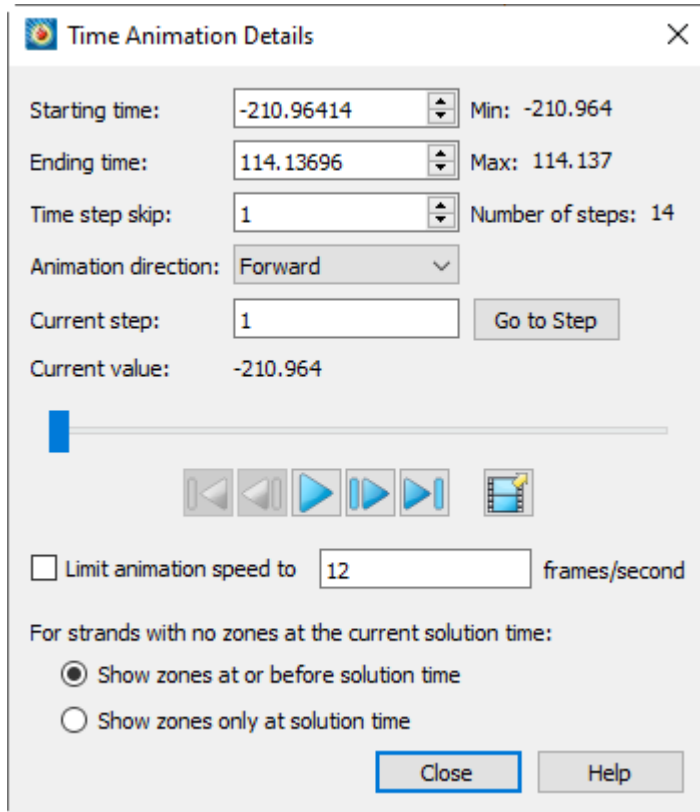 Time Animation Details
Starting time: -210.96414 Min: -210.964
Ending time: 114.13696 Max: 114.137
Time step skip: 1 Number of steps: 14
Animation direction: Forward
Current step: 1 Go to Step
Current value: -210.964
Limit animation speed to 12 frames/second
For strands with no zones at the current solution time:
Show zones at or before solution time
Show zones only at solution time
Close Help